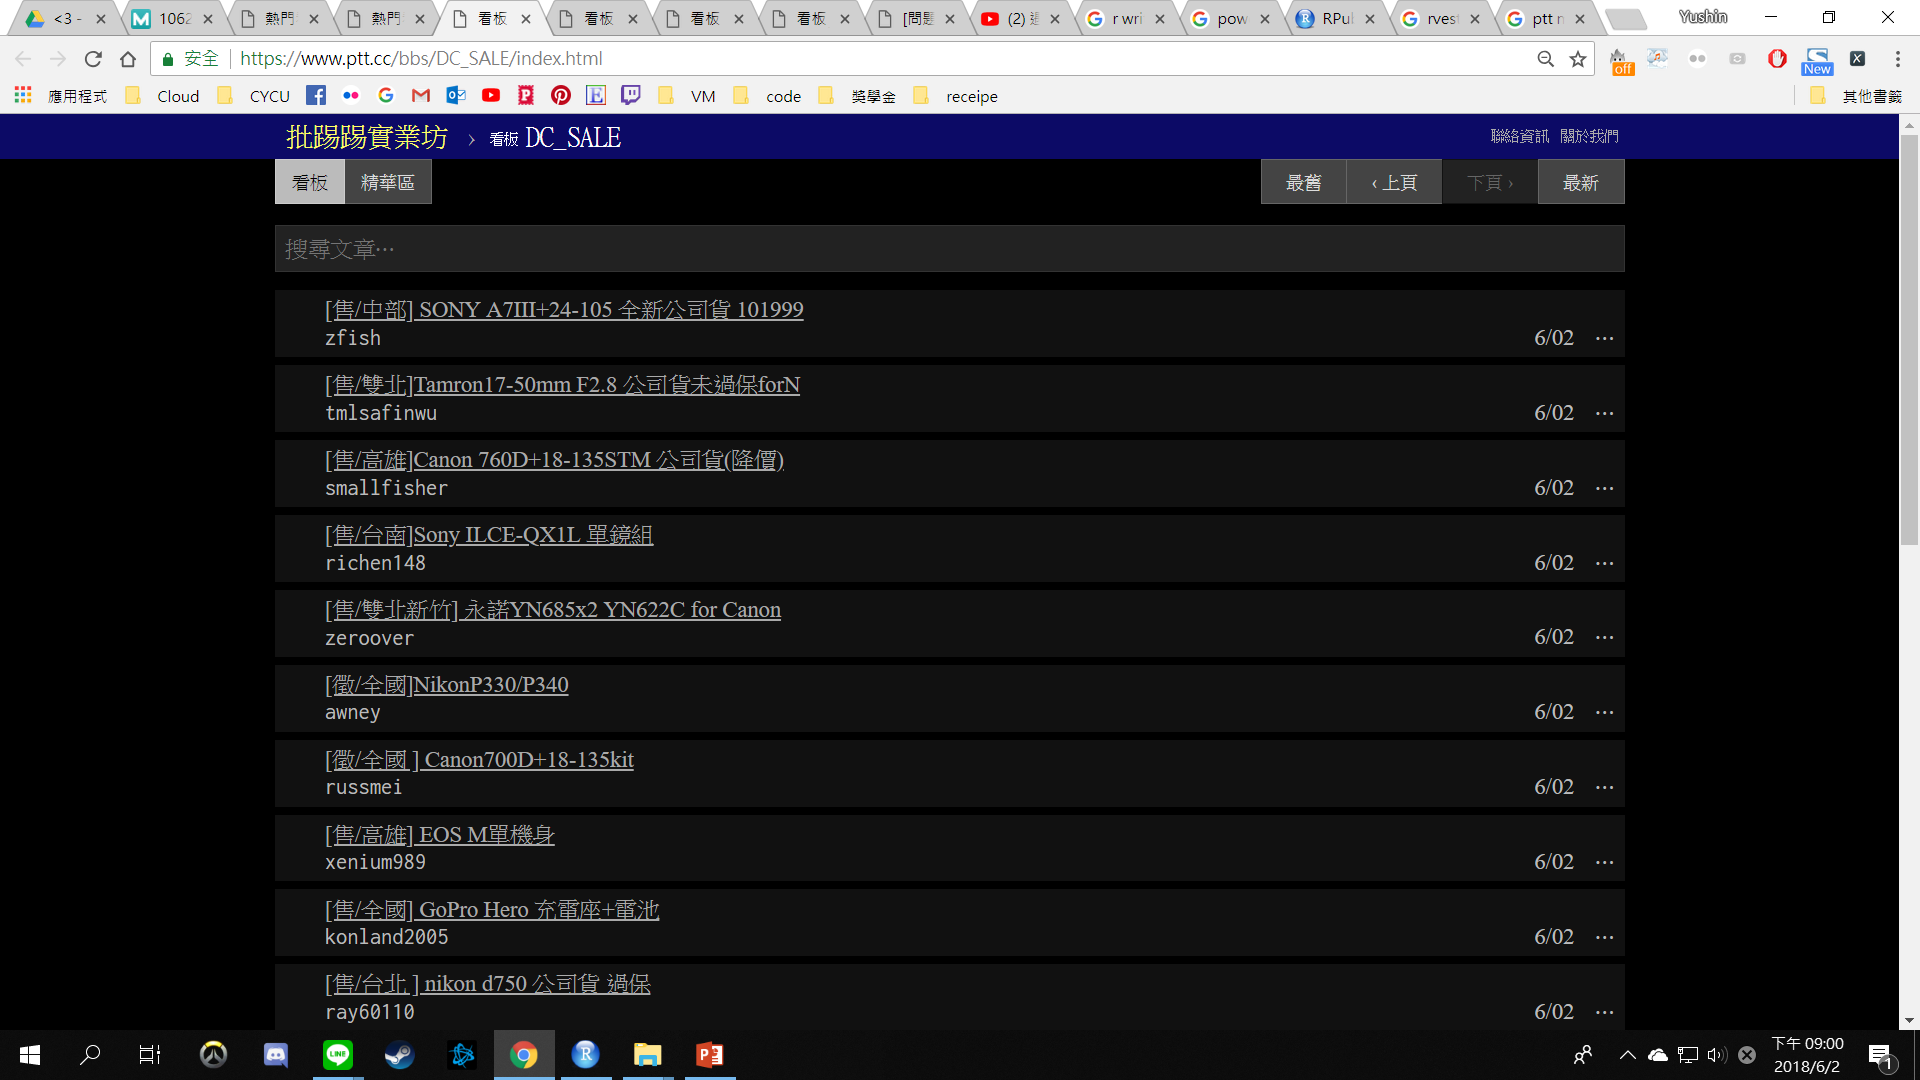 <3 -
1062
熱門
熱門
看板
看板
看板
看板
[問題
(2)
r wri
pow
RPu
rves
ptt r
Yushin
安全
https://www.ptt.cc/bbs/DC_SALE/index.html
off
New
應用程式
Cloud
CYCU
VM
code
獎學金
receipe
其他書籤
批踢踢實業坊 › 看板 DC_SALE
聯絡資訊 關於我們
看板 精華區
最舊 ‹ 上頁 下頁 › 最新
搜尋文章⋯
[售/中部] SONY A7III+24-105 全新公司貨 101999
zfish
6/02 ⋯
[售/雙北]Tamron17-50mm F2.8 公司貨未過保forN
tmlsafinwu
6/02 ⋯
[售/高雄]Canon 760D+18-135STM 公司貨(降價)
smallfisher
6/02 ⋯
[售/台南]Sony ILCE-QX1L 單鏡組
richen148
6/02 ⋯
[售/雙北新竹] 永諾YN685x2 YN622C for Canon
zeroover
6/02 ⋯
[徵/全國]NikonP330/P340
awney
6/02 ⋯
[徵/全國 ] Canon700D+18-135kit
russmei
6/02 ⋯
[售/高雄] EOS M單機身
xenium989
6/02 ⋯
[售/全國] GoPro Hero 充電座+電池
konland2005
6/02 ⋯
[售/台北 ] nikon d750 公司貨 過保
ray60110
6/02 ⋯
LINE
下午 09:00
2018/6/2
1